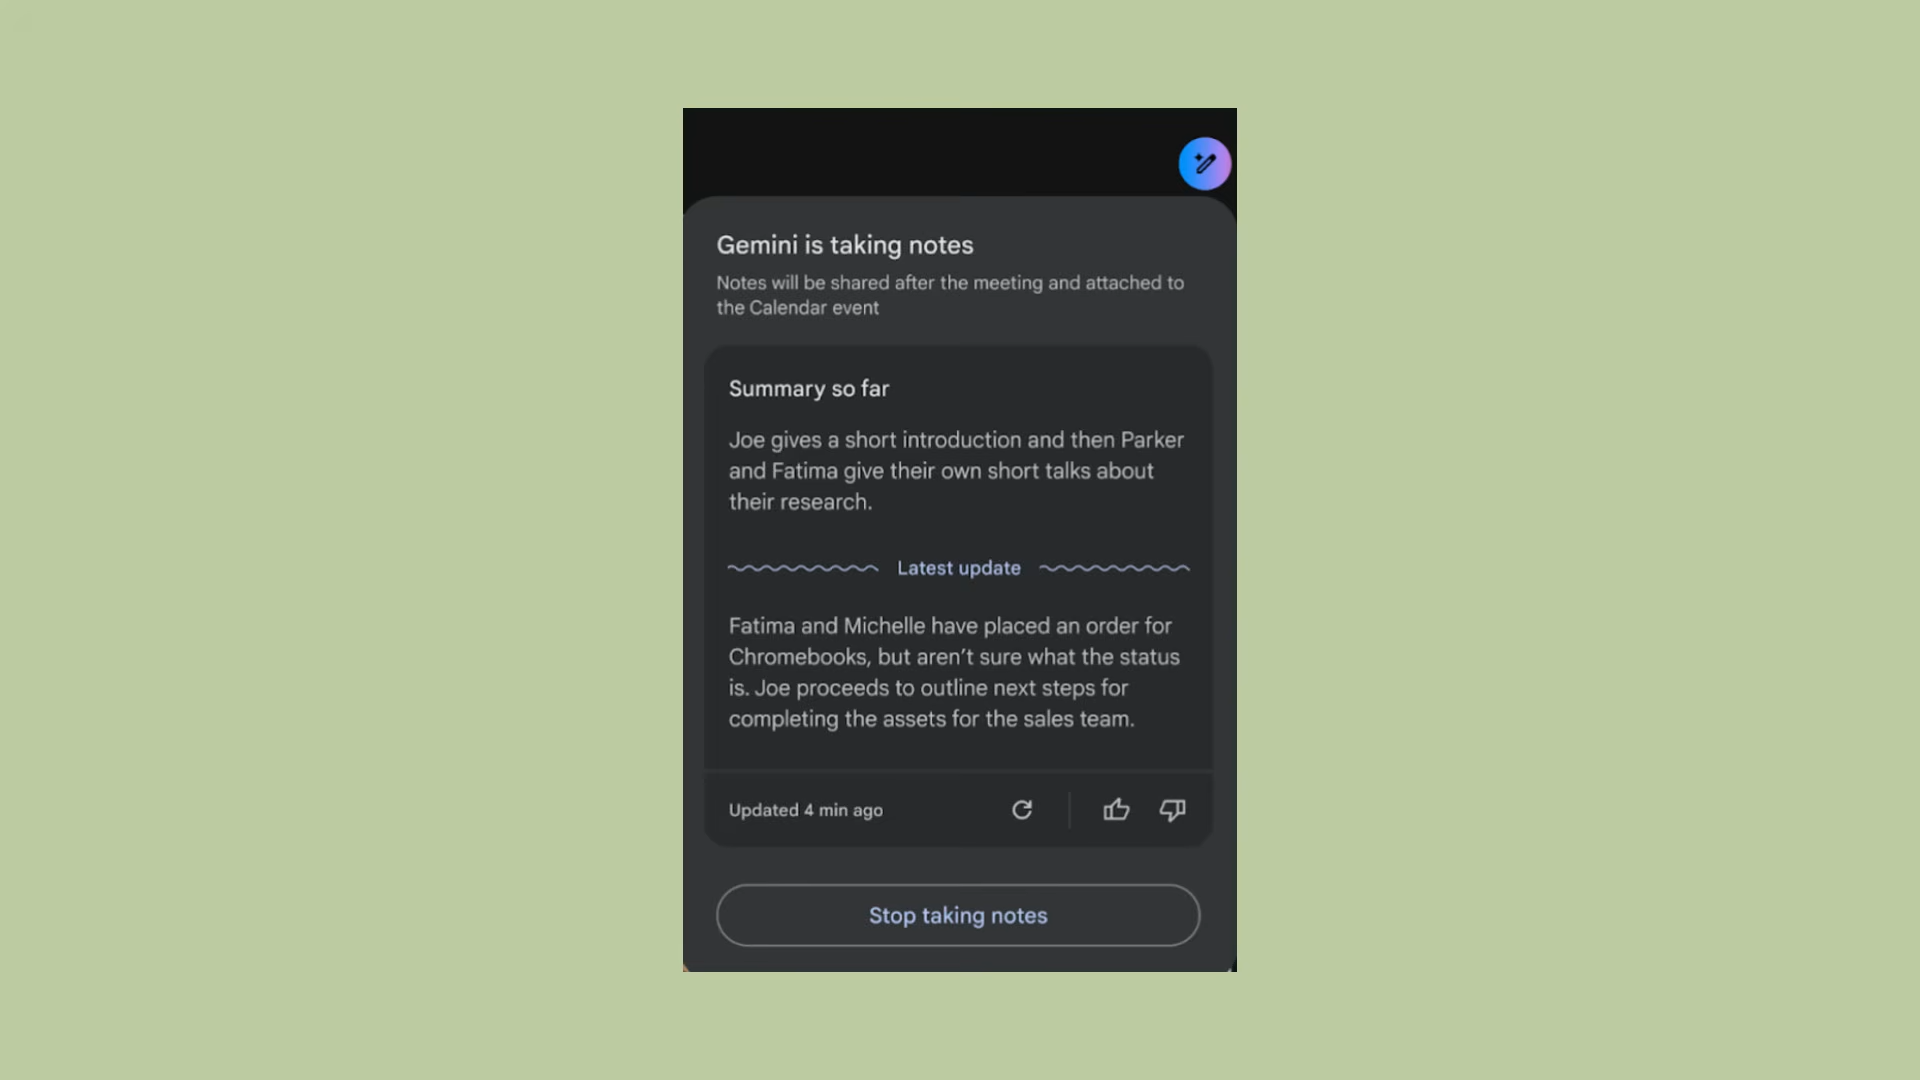 Gemini is taking notes
Notes will be shared after the meeting and attached to
the Calendar event
Summary so far
Joe gives a short introduction and then Parker
and Fatima give their own short talks about
their research.
Latest update
Fatima and Michelle have placed an order for
Chromebooks, but aren’t sure what the status
is. Joe proceeds to outline next steps for
completing the assets for the sales team.
Updated 4 min ago
Stop taking notes